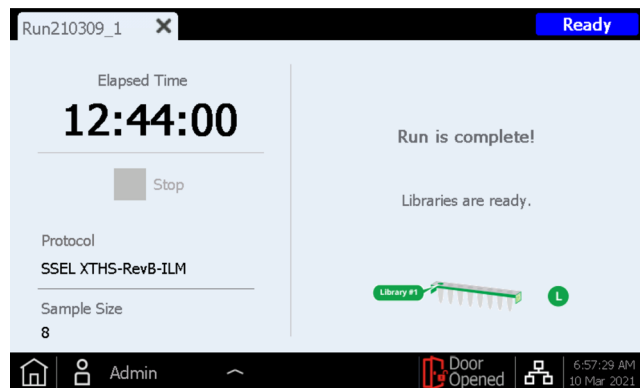 Run210309_1
Ready
Elapsed Time
12:44:00
Stop
Protocol
SSEL XTHS-RevB-ILM
Sample Size
8
Run is complete!
Libraries are ready.
Library #1
L
Admin
Door
Opened
6:57:29 AM
10 Mar 2021